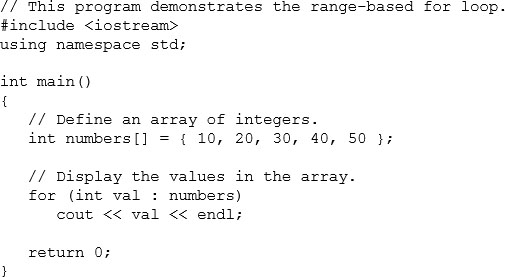 // This program demonstrates the range-based for loop.
#include <iostream>
using namespace std;
int main()
{
// Define an array of integers.
int numbers[] = { 10, 20, 30, 40, 50 };
// Display the values in the array.
for (int val : numbers)
cout << val << endl;
return 0;
}